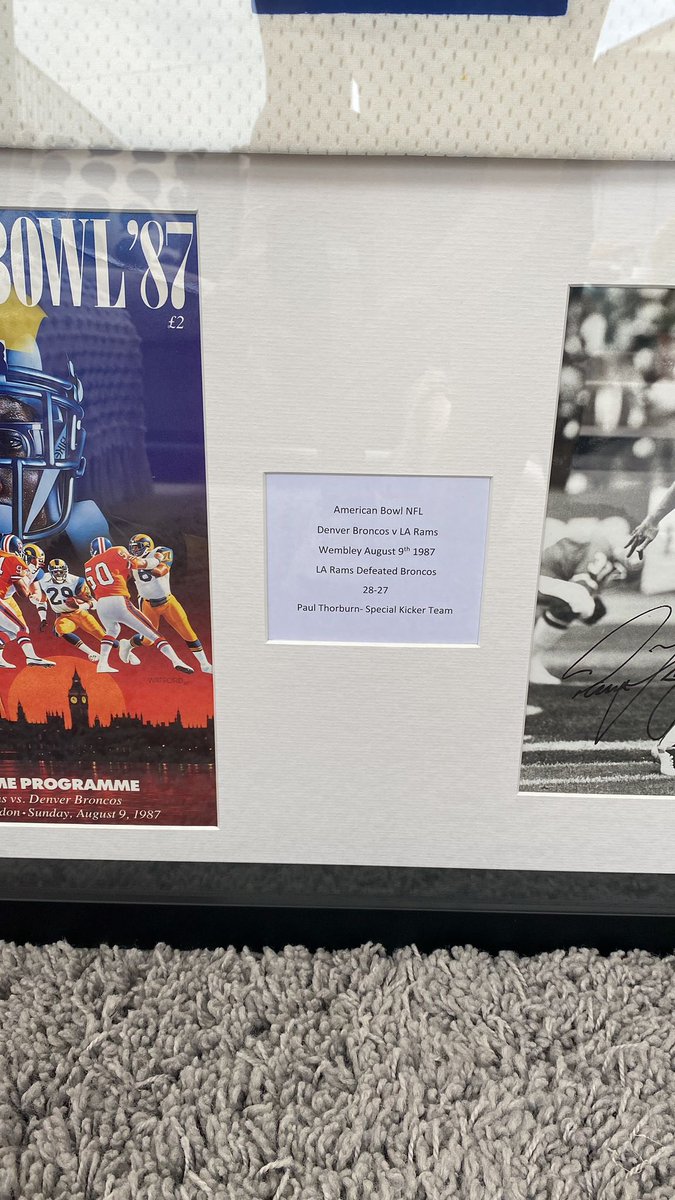 BOWL '87
£2
29
50
ME PROGRAMME
s vs. Denver Broncos
don • Sunday, August 9, 1987
American Bowl NFL
Denver Broncos v LA Rams
Wembley August 9th 1987
LA Rams Defeated Broncos
28-27
Paul Thorburn- Special Kicker Team